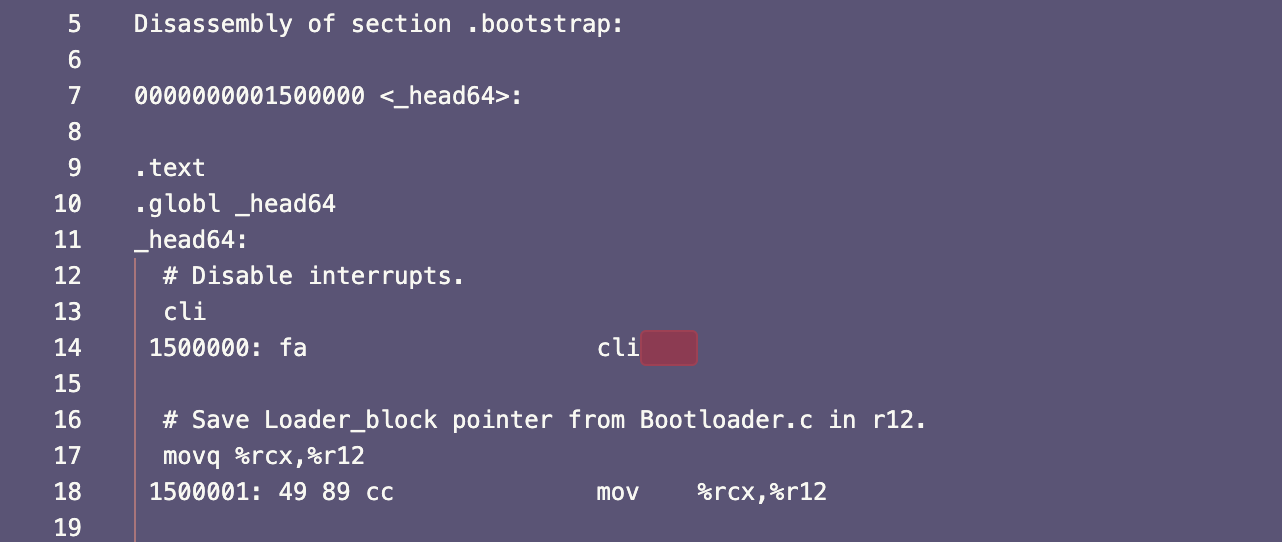 5 Disassembly of section .bootstrap:
6
7 0000000001500000 <_head64>:
8
9 .text
10 .globl _head64
11 _head64:
12 # Disable interrupts.
13 cli
14 1500000: fa cli
15
16 # Save Loader_block pointer from Bootloader.c in r12.
17 movq %rcx,%r12
18 1500001: 49 89 cc mov %rcx,%r12
19